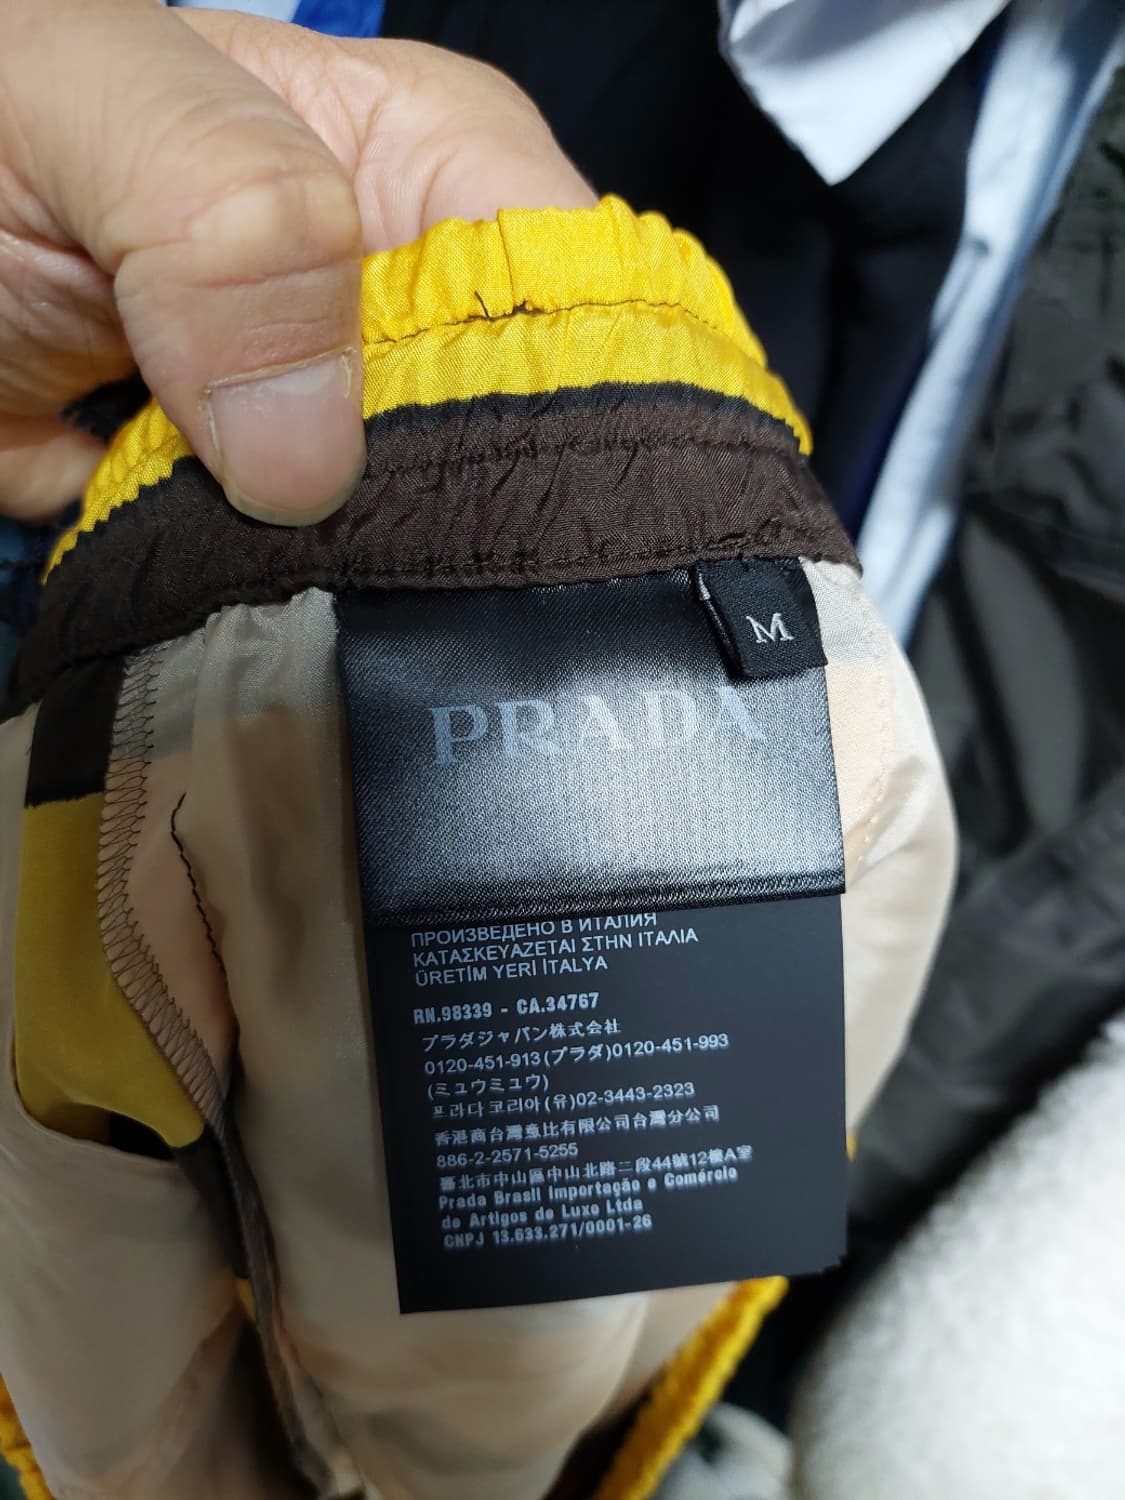 M
PRADA
ПРОИЗВЕДЕНО В ИТАЛИЯ
ΚΑΤΑΣΚΕΥΑΖΕΤΑΙ ΣΤΗΝ ΙΤΑΛΙΑ
ÜRETİM YERİ İTALYA
RN.98339 - CA.34767
プラダジャパン株式会社
0120-451-913(プラダ)0120-451-993
(ミュウミュウ)
프라다코리아(유)02-3443-2323
香港商台灣意比有限公司台灣分公司
886-2-2571-5255
臺北市中山區中山北路二段44號12樓A室
Prada Brasil Importação e Comércio
de Artigos de Luxo Ltda
CNPJ 13.633.271/0001-26